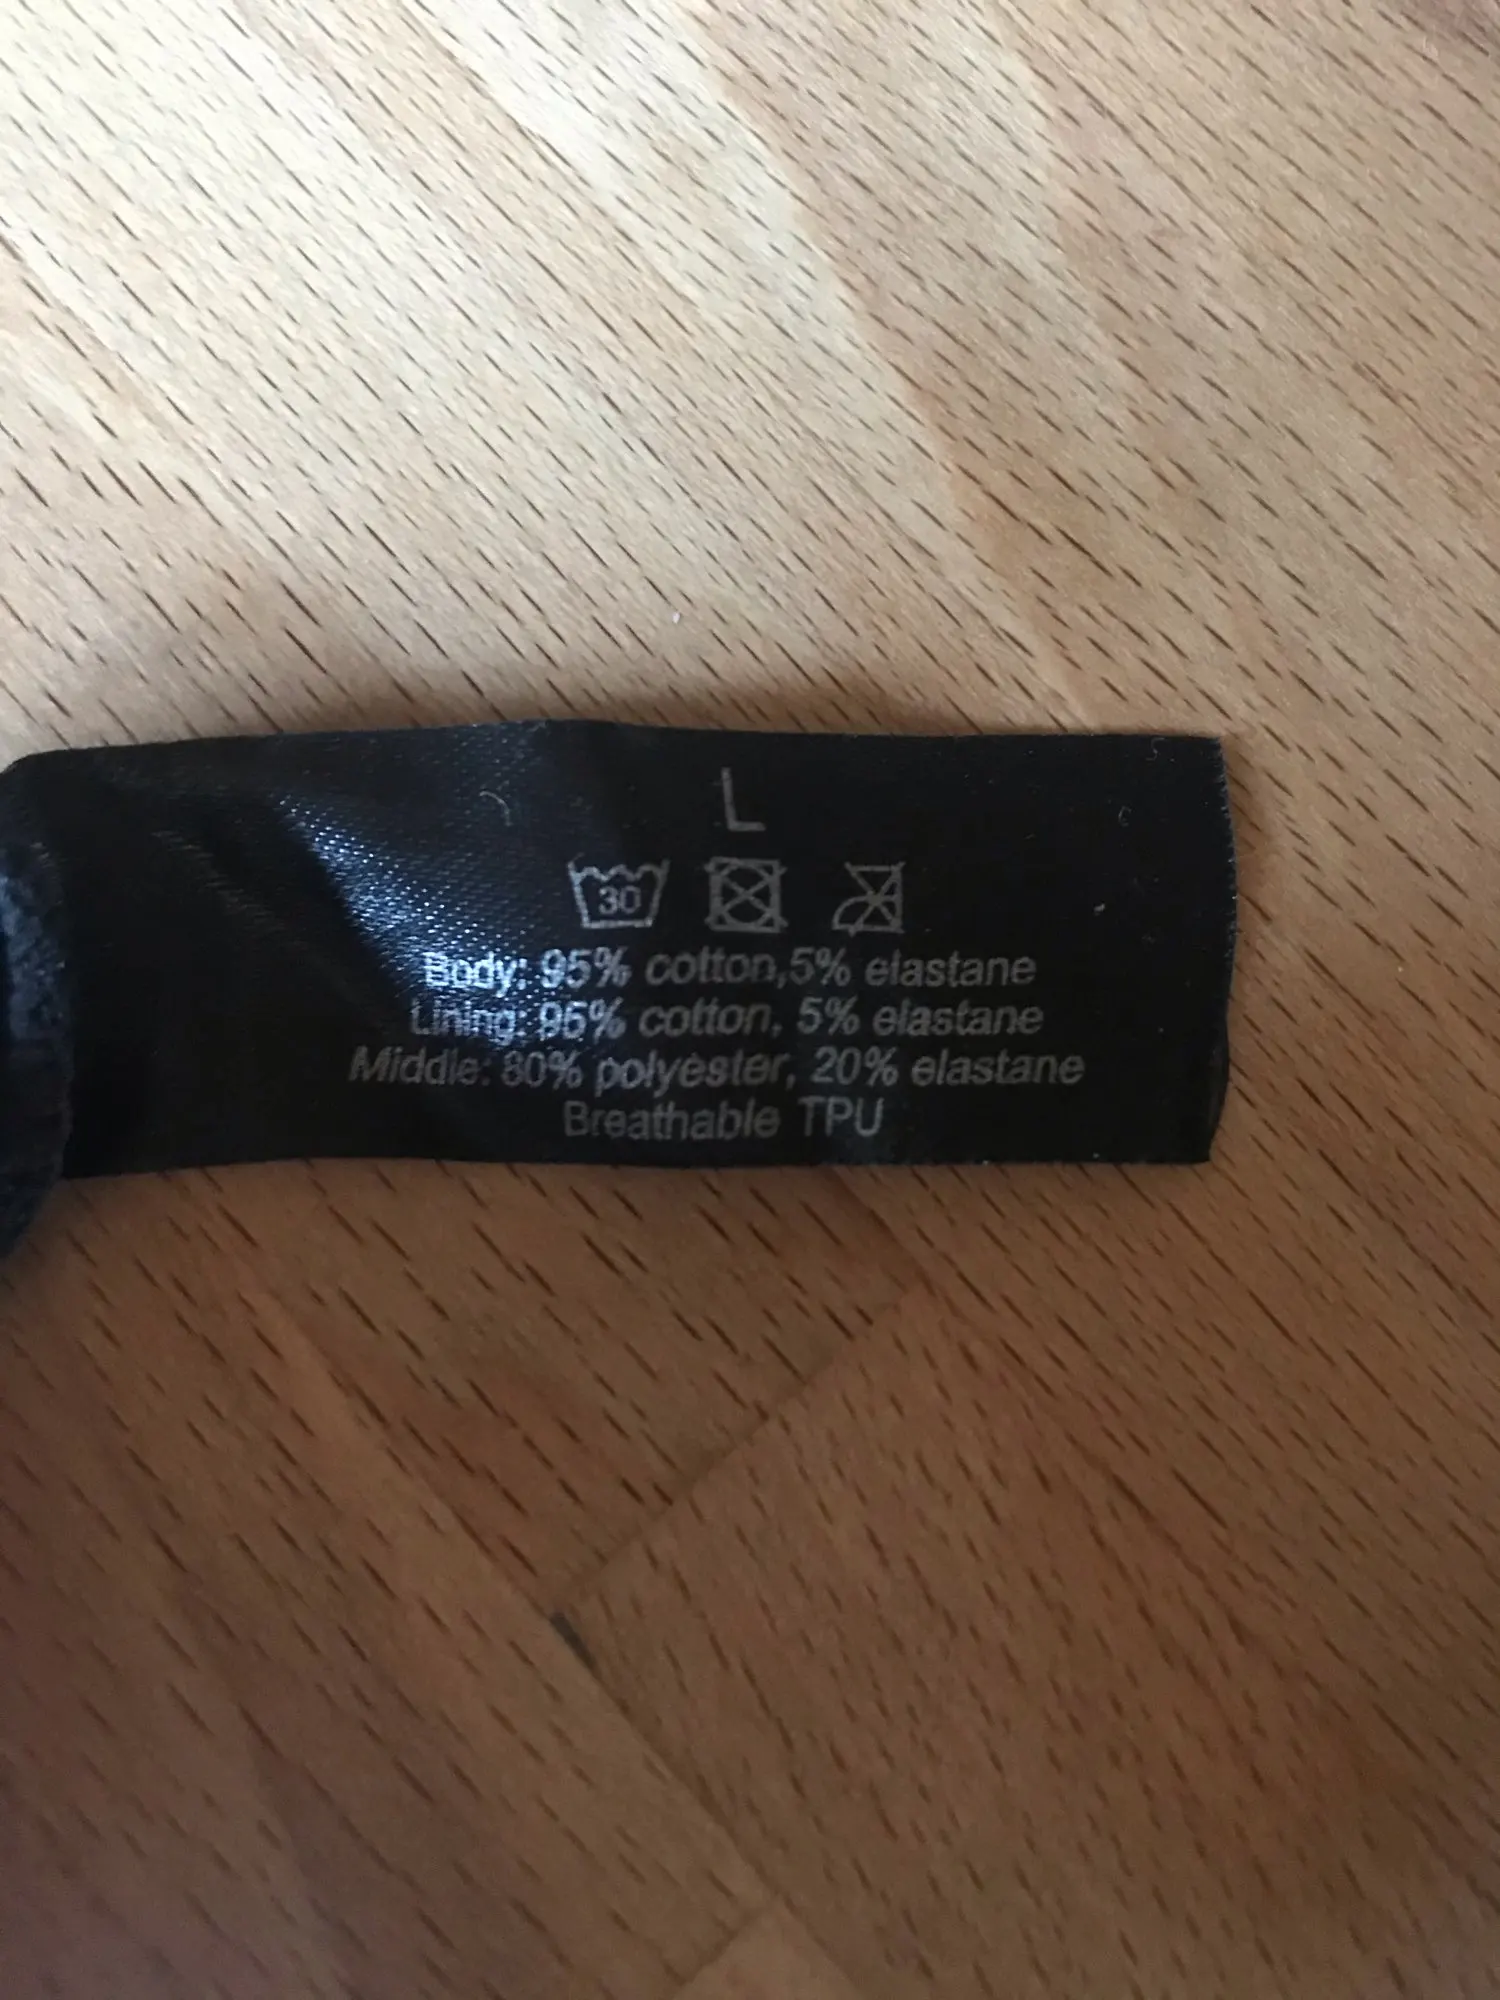 L
30
Body: 95% cotton,5% elastane
Lining: 95% cotton, 5% elastane
Middle: 80% polyester, 20% elastane
Breathable TPU